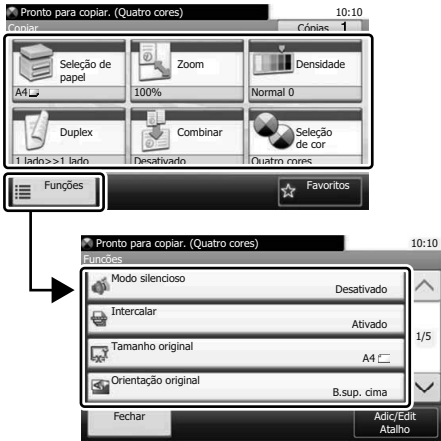 Pronto para copiar. (Quatro cores) 10:10
Copiar Cópias 1
Seleção de papel
A4
Zoom
100%
Densidade
Normal 0
Duplex
1 lado>>1 lado
Combinar
Desativado
Seleção de cor
Quatro cores
Funções
Favoritos
Pronto para copiar. (Quatro cores) 10:10
Funções
Modo silencioso
Desativado
Intercalar
Ativado
Tamanho original
A4
Orientação original
B.sup. cima
1/5
Fechar
Adic/Edit
Atalho